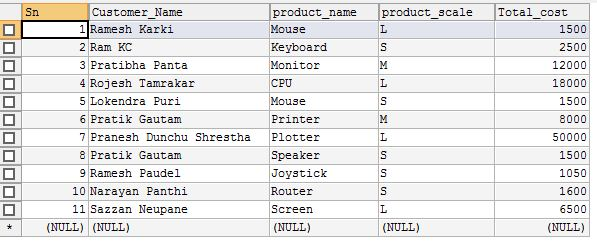 Sn Customer_Name product_name product_scale Total_cost
1 Ramesh Karki Mouse L 1500
2 Ram KC Keyboard S 2500
3 Pratibha Panta Monitor M 12000
4 Rojesh Tamrakar CPU L 18000
5 Lokendra Puri Mouse S 1500
6 Pratik Gautam Printer M 8000
7 Pranesh Dunchu Shrestha Plotter L 50000
8 Pratik Gautam Speaker S 1500
9 Ramesh Paudel Joystick S 1050
10 Narayan Panthi Router S 1600
11 Sazzan Neupane Screen L 6500
* (NULL) (NULL) (NULL) (NULL) (NULL)